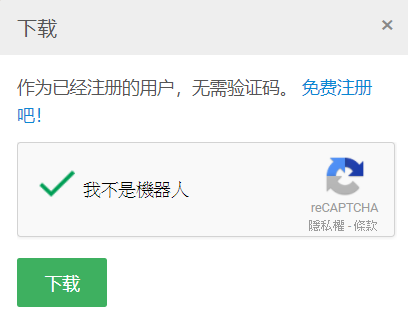 下载
×
作为已经注册的用户，无需验证码。 免费注册
吧!
我不是機器人
reCAPTCHA
隱私權 - 條款
下载